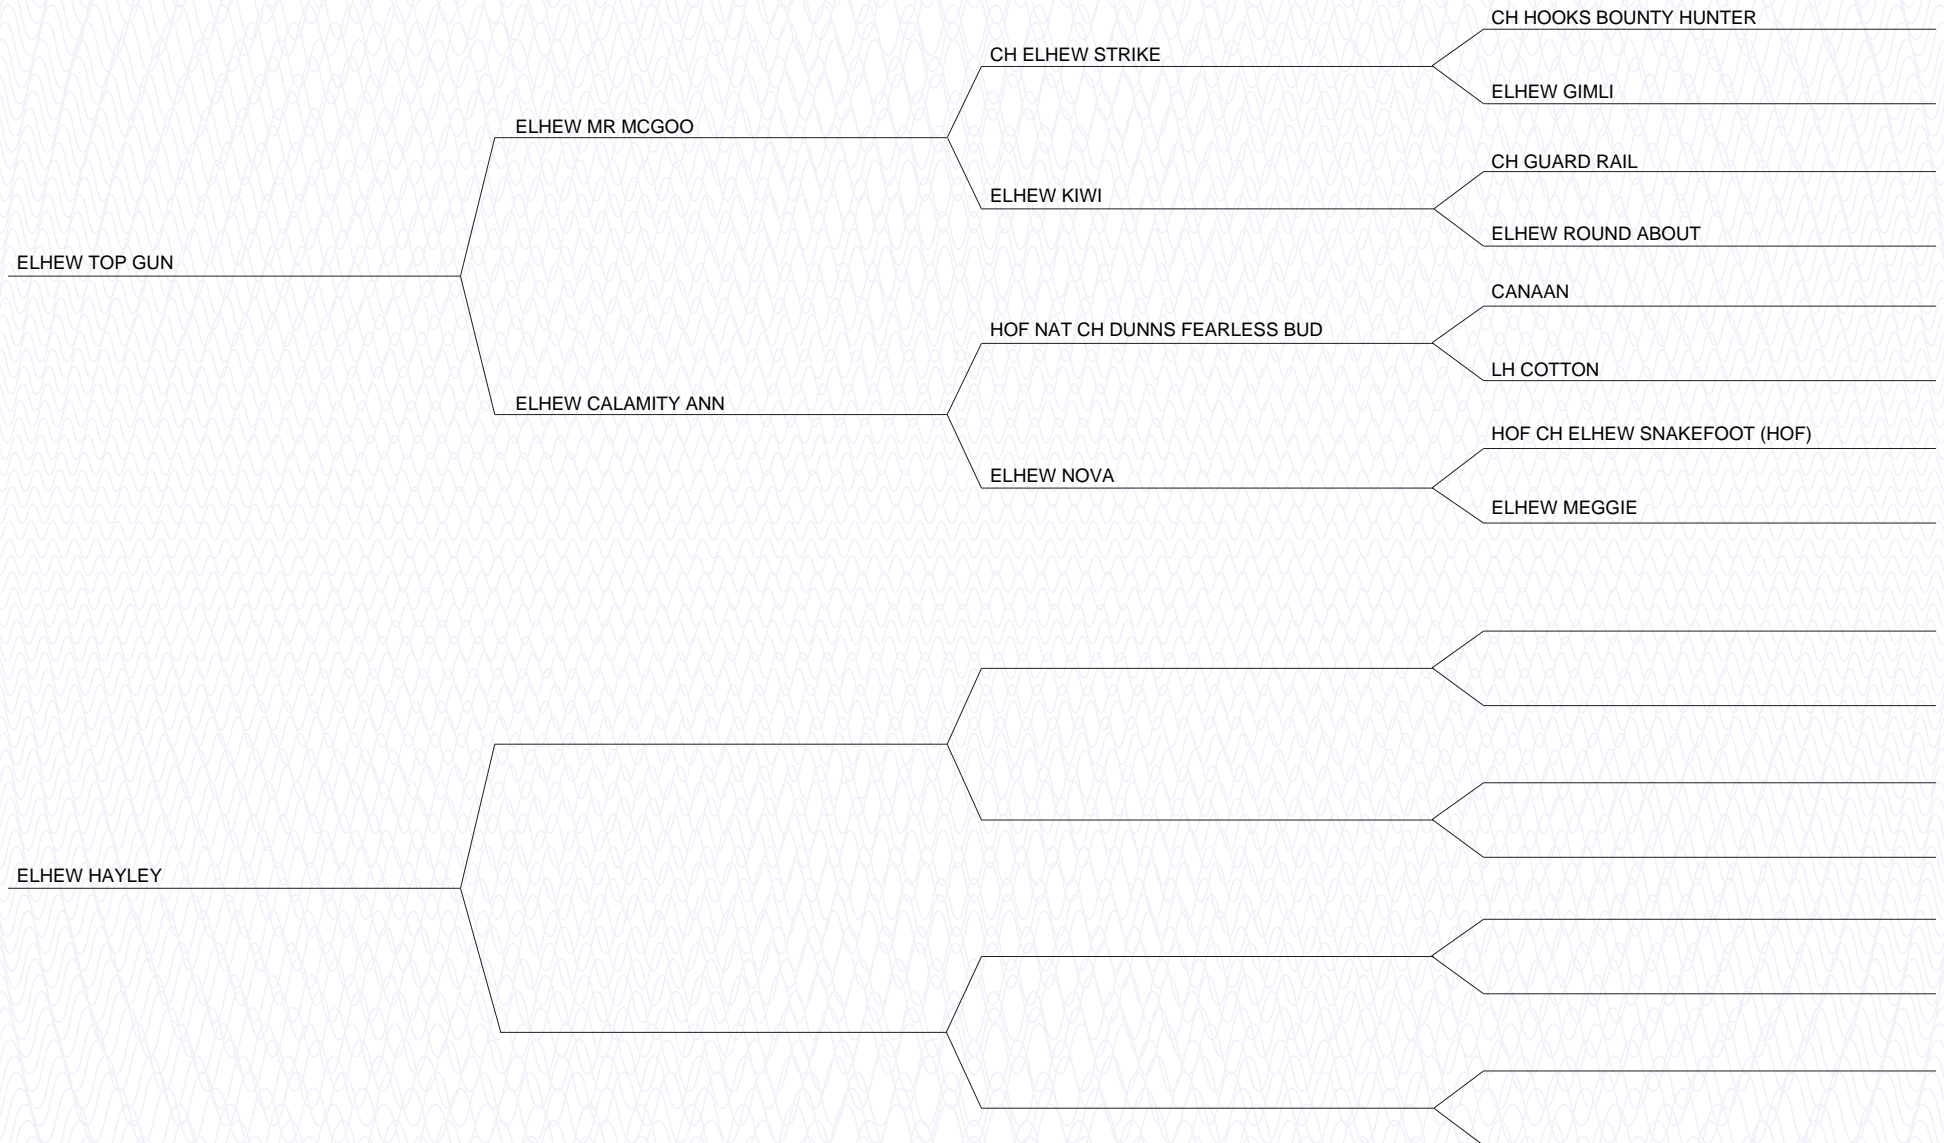 CH HOOKS BOUNTY HUNTER
CH ELHEW STRIKE
ELHEW GIMLI
ELHEW MR MCGOO
CH GUARD RAIL
ELHEW KIWI
ELHEW ROUND ABOUT
ELHEW TOP GUN
CANAAN
HOF NAT CH DUNNS FEARLESS BUD
LH COTTON
ELHEW CALAMITY ANN
HOF CH ELHEW SNAKEFOOT (HOF)
ELHEW NOVA
ELHEW MEGGIE
ELHEW HAYLEY